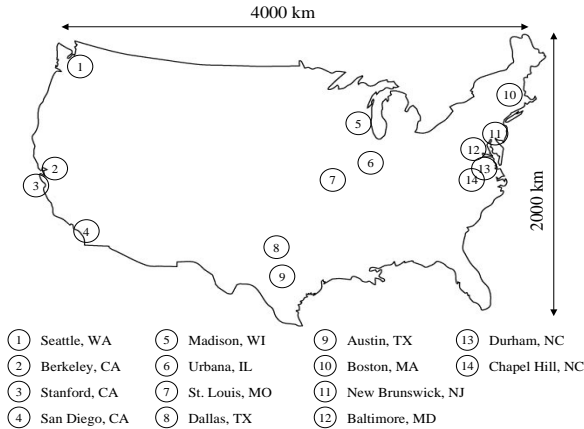 4000 km
1
10
5
11
12
6
2
13
7
14
3
4
8
9
2000 km
1 Seattle, WA
5 Madison, WI
9 Austin, TX
13 Durham, NC
2 Berkeley, CA
6 Urbana, IL
10 Boston, MA
14 Chapel Hill, NC
3 Stanford, CA
7 St. Louis, MO
11 New Brunswick, NJ
4 San Diego, CA
8 Dallas, TX
12 Baltimore, MD